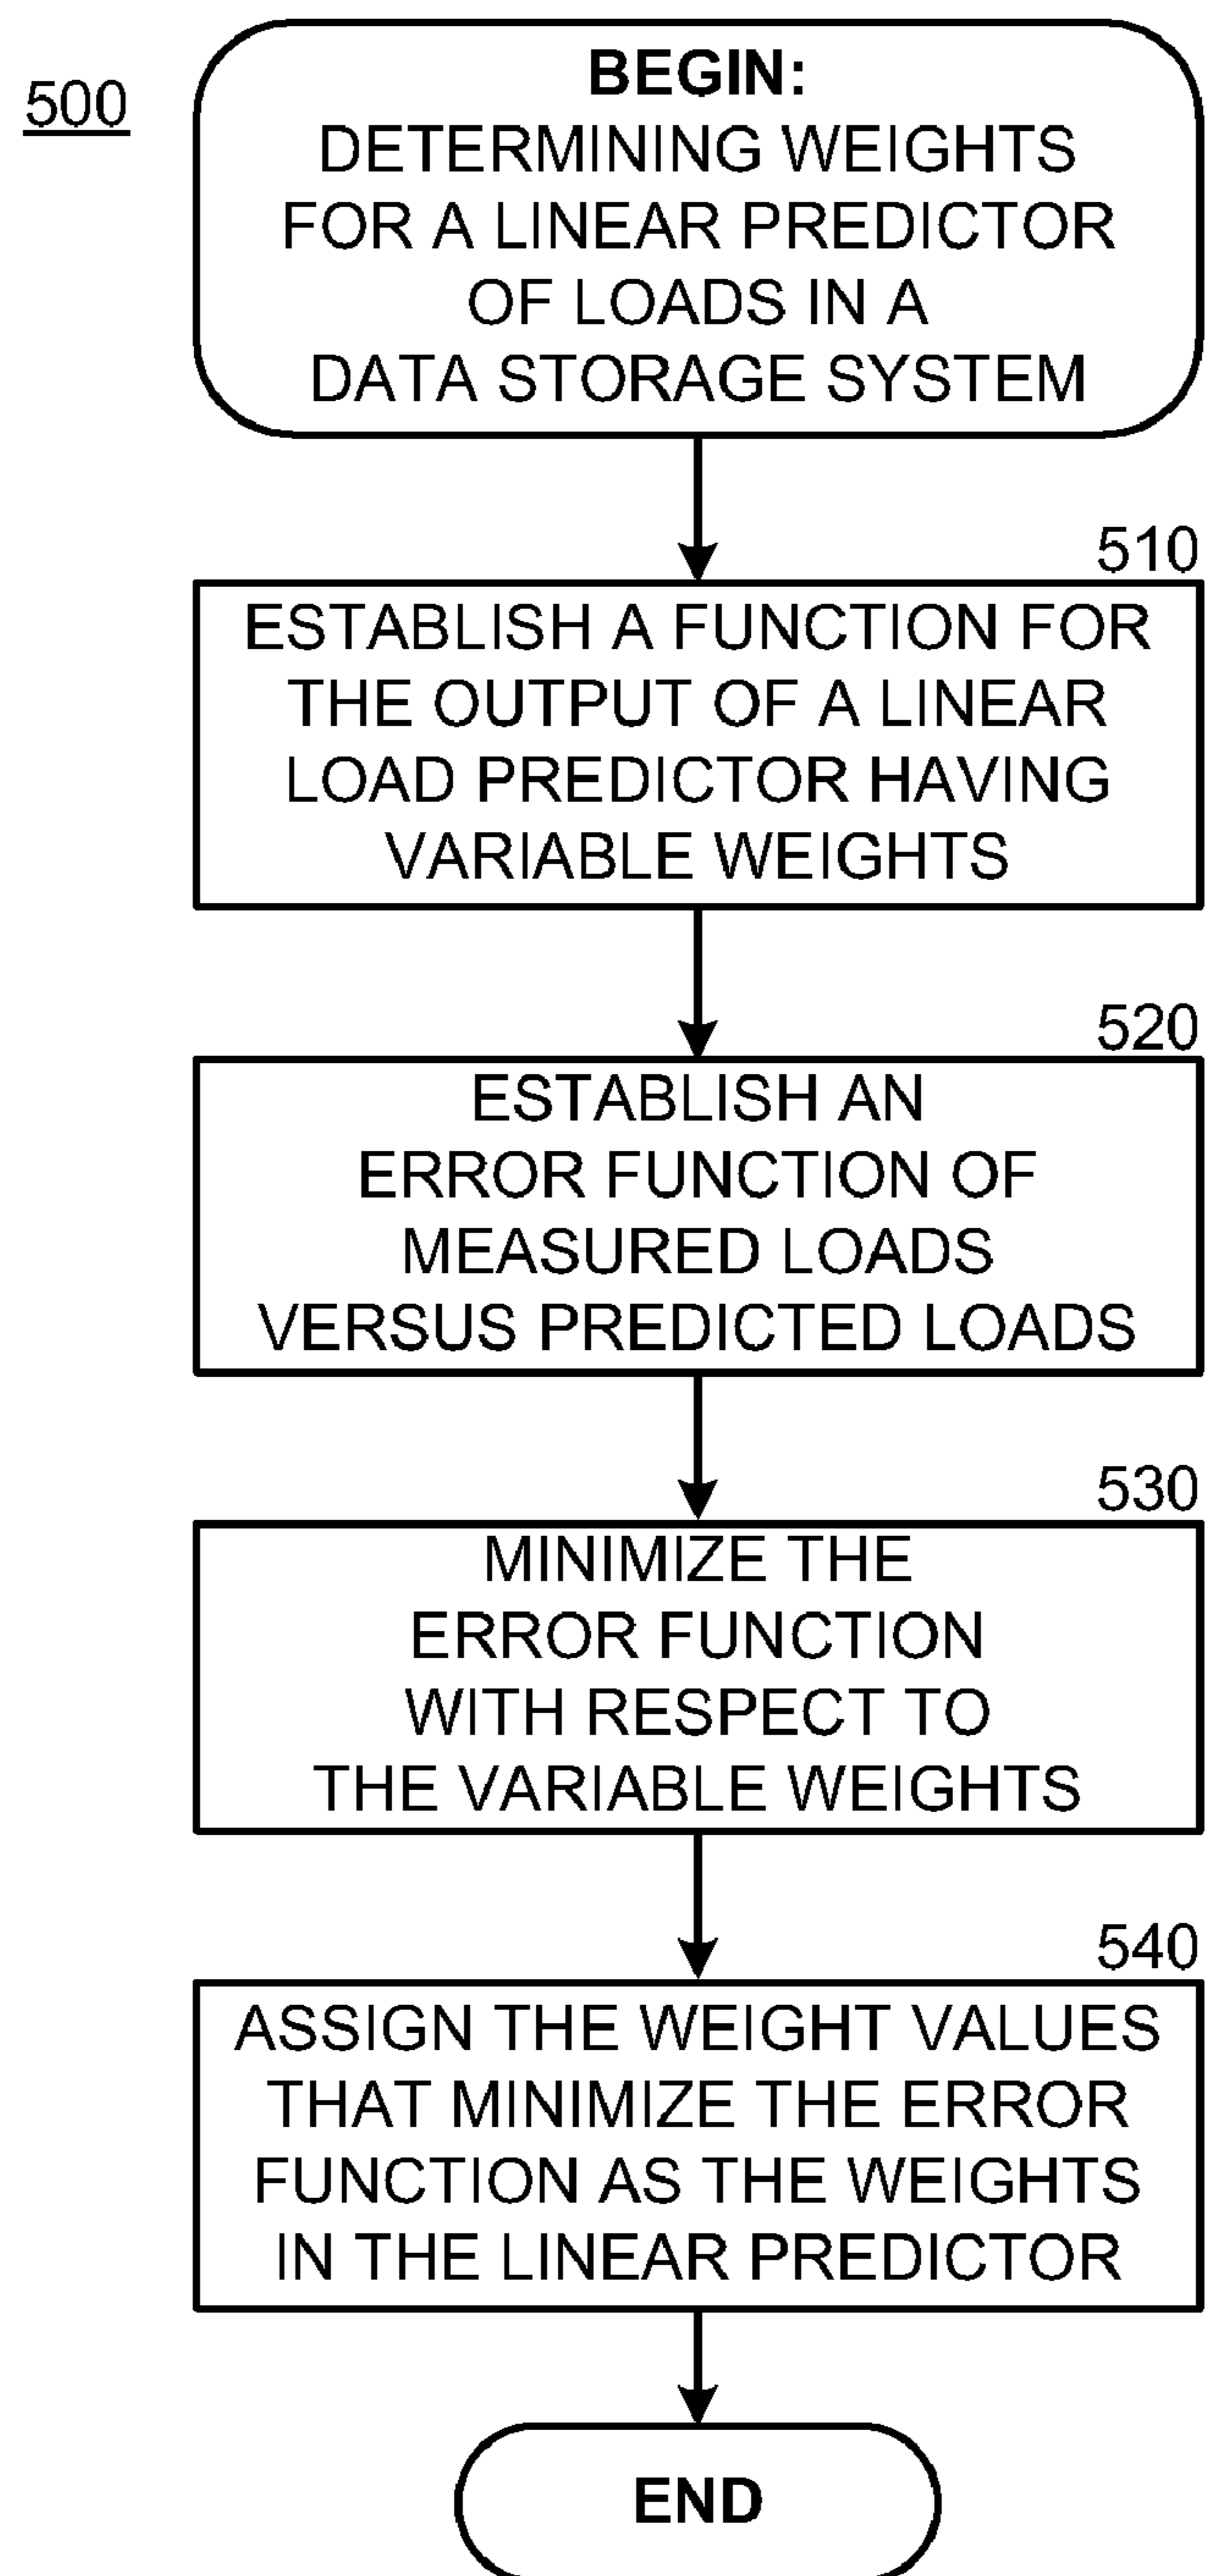 500
BEGIN:
DETERMINING WEIGHTS
FOR A LINEAR PREDICTOR
OF LOADS IN A
DATA STORAGE SYSTEM
510
ESTABLISH A FUNCTION FOR
THE OUTPUT OF A LINEAR
LOAD PREDICTOR HAVING
VARIABLE WEIGHTS
520
ESTABLISH AN
ERROR FUNCTION OF
MEASURED LOADS
VERSUS PREDICTED LOADS
530
MINIMIZE THE
ERROR FUNCTION
WITH RESPECT TO
THE VARIABLE WEIGHTS
540
ASSIGN THE WEIGHT VALUES
THAT MINIMIZE THE ERROR
FUNCTION AS THE WEIGHTS
IN THE LINEAR PREDICTOR
END